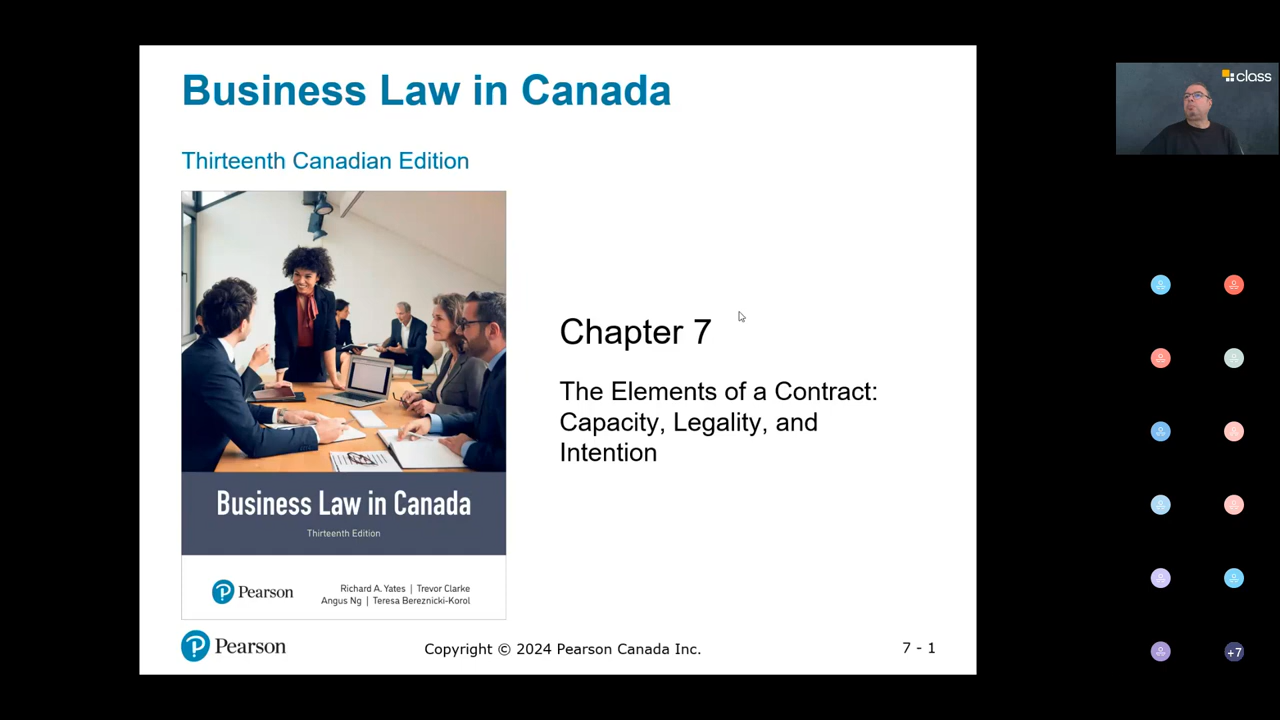 Business Law in Canada
class
Thirteenth Canadian Edition
Chapter 7
The Elements of a Contract:
Capacity, Legality, and
Intention
Business Law in Canada
Thirteenth Edition
Pearson
Richard A. Yates | Trevor Clarke
Angus Ng | Teresa Bereznicki-Korol
Pearson
Copyright © 2024 Pearson Canada Inc.
7 - 1
+7